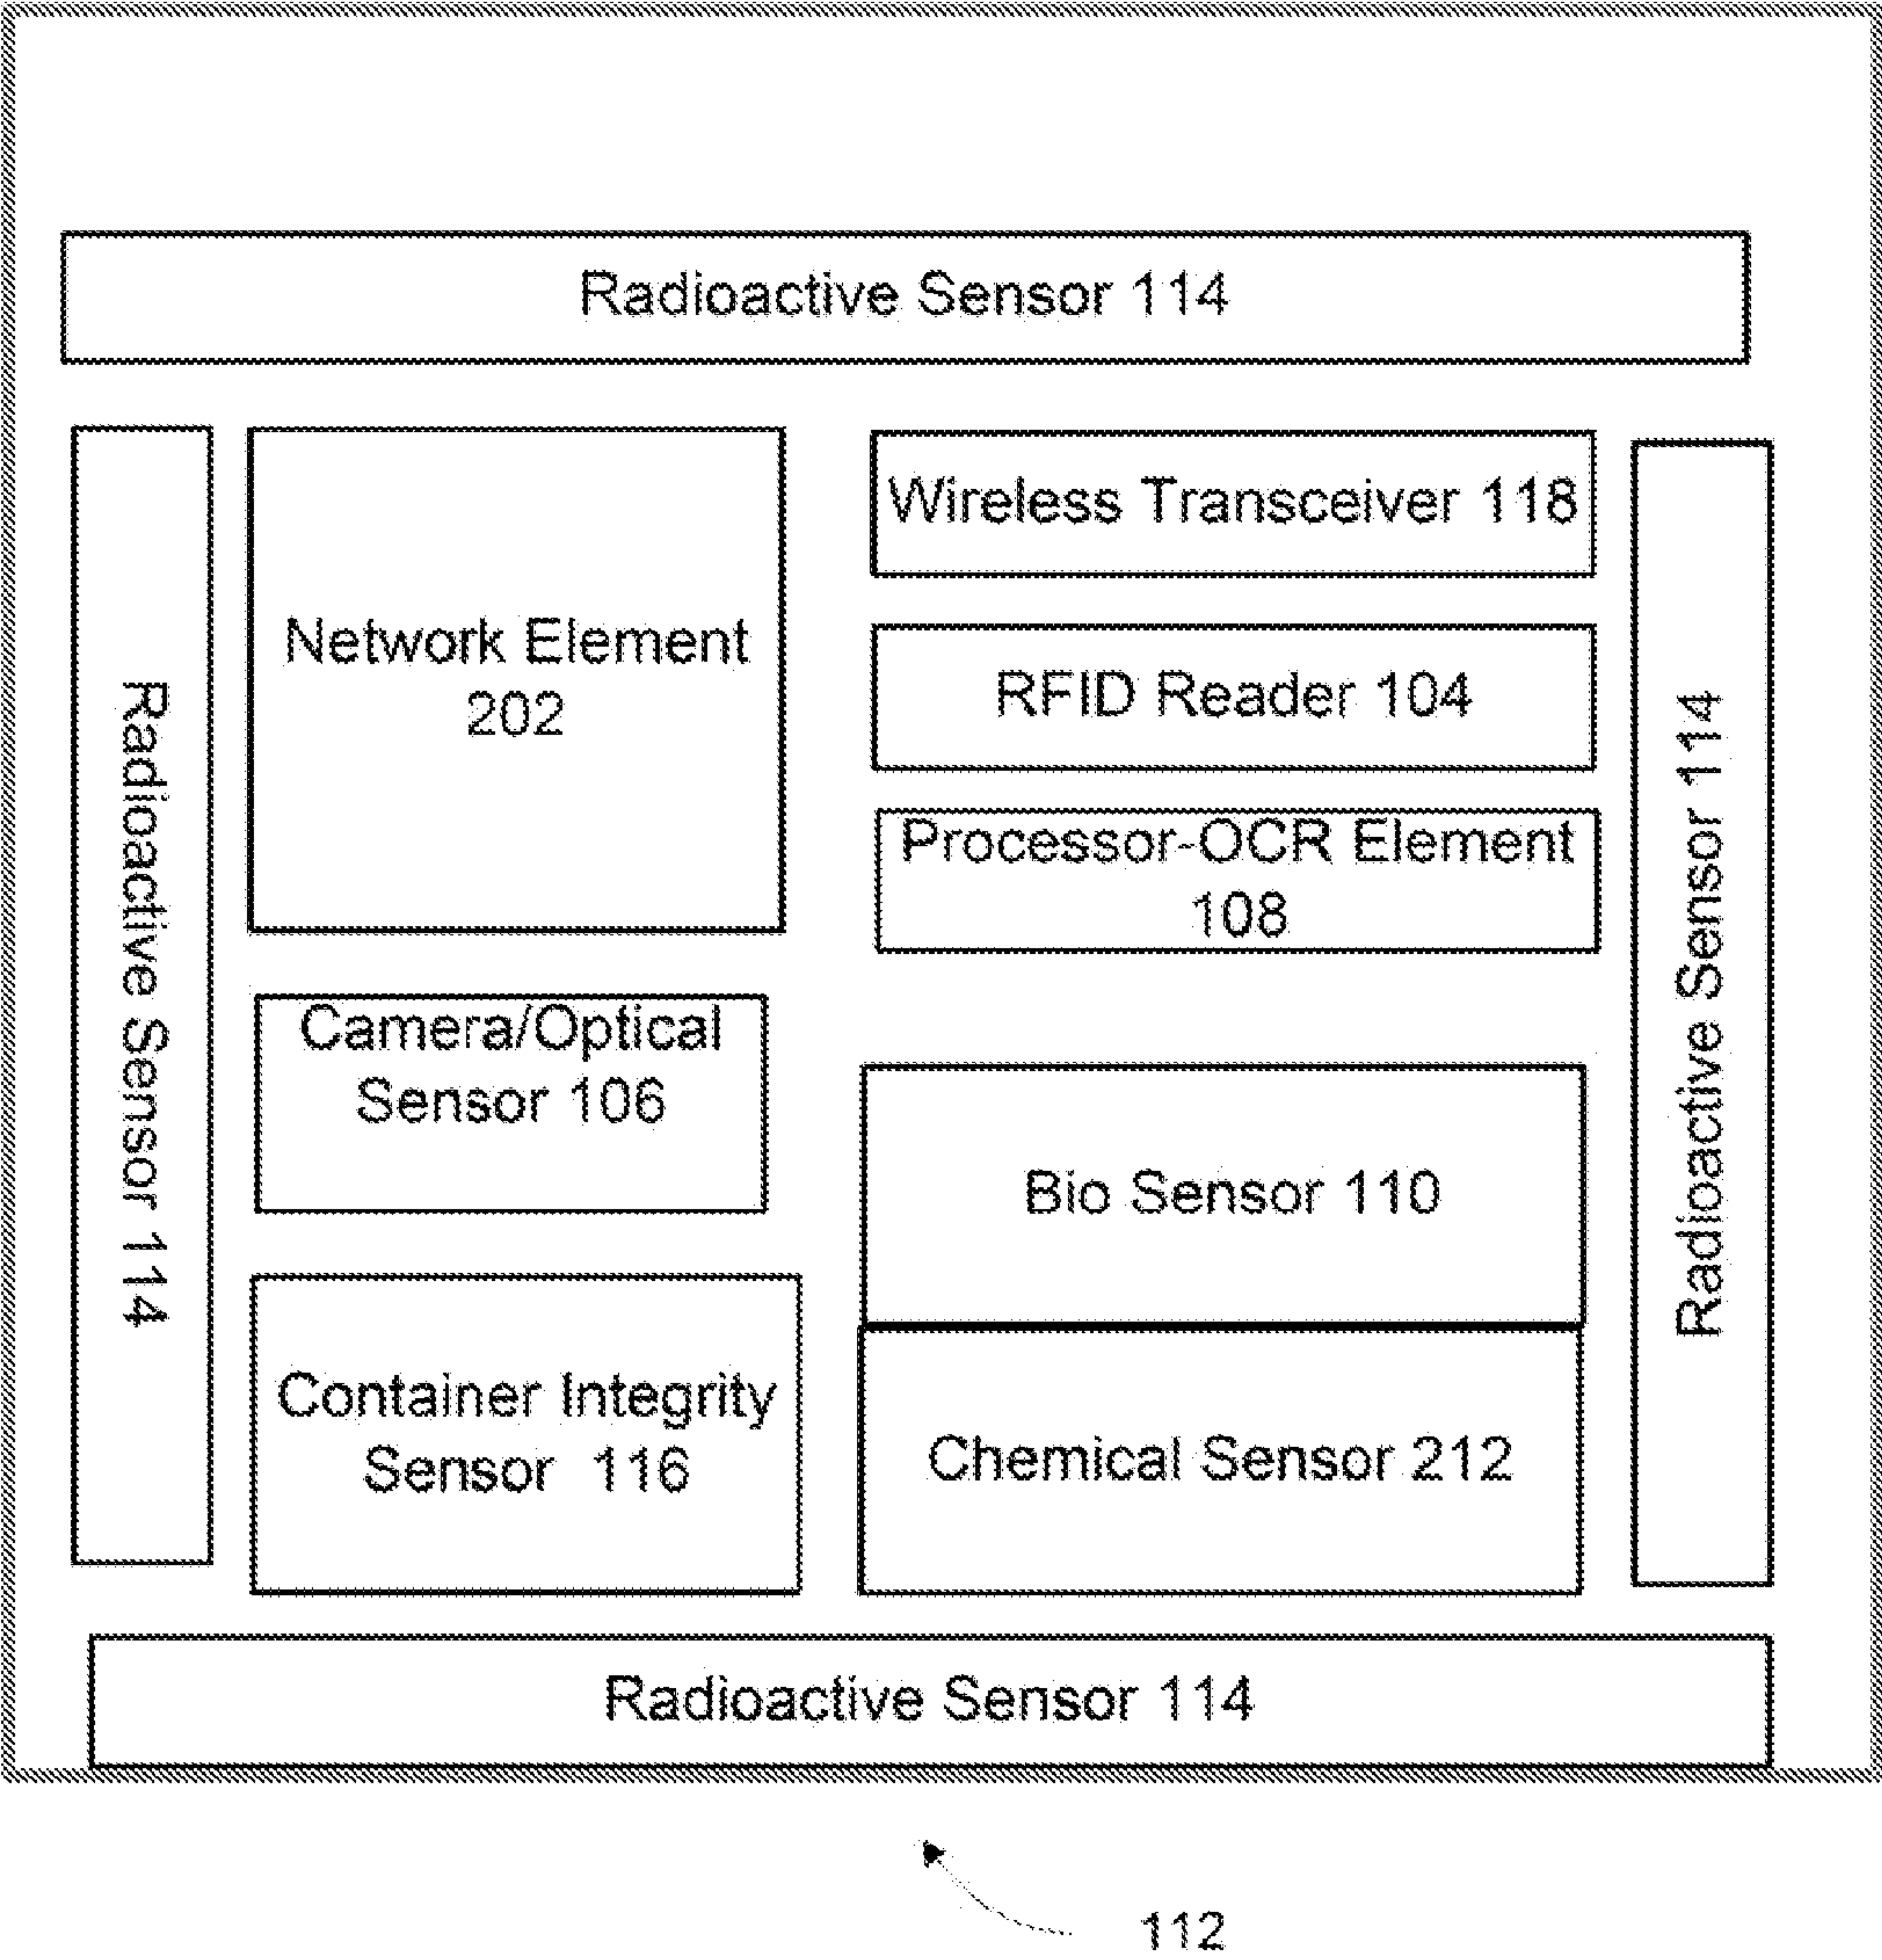 Radioactive Sensor 114
Radioactive Sensor 114
Network Element
202
Wireless Transceiver 118
RFID Reader 104
Processor-OCR Element
108
Radioactive Sensor 114
Camera/Optical
Sensor 106
Bio Sensor 110
Container Integrity
Sensor 116
Chemical Sensor 212
Radioactive Sensor 114
112